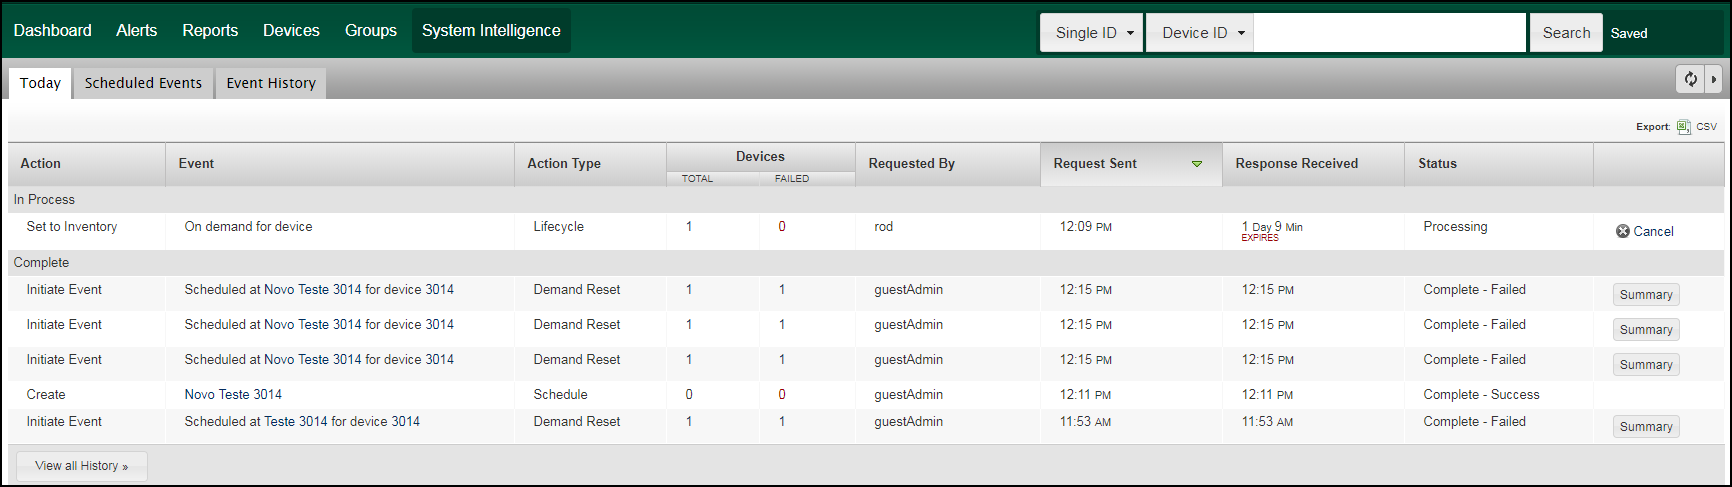 Dashboard Alerts Reports Devices Groups System Intelligence Single ID Device ID Search Saved
Today Scheduled Events Event History
Export: CSV
Action Event Action Type Devices Requested By Request Sent Response Received Status
TOTAL FAILED
In Process
Set to Inventory On demand for device Lifecycle 1 0 rod 12:09 PM 1 Day 9 Min Processing Cancel
EXPIRES
Complete
Initiate Event Scheduled at Novo Teste 3014 for device 3014 Demand Reset 1 1 guestAdmin 12:15 PM 12:15 PM Complete - Failed Summary
Initiate Event Scheduled at Novo Teste 3014 for device 3014 Demand Reset 1 1 guestAdmin 12:15 PM 12:15 PM Complete - Failed Summary
Initiate Event Scheduled at Novo Teste 3014 for device 3014 Demand Reset 1 1 guestAdmin 12:15 PM 12:15 PM Complete - Failed Summary
Create Novo Teste 3014 Schedule 0 0 guestAdmin 12:11 PM 12:11 PM Complete - Success
Initiate Event Scheduled at Teste 3014 for device 3014 Demand Reset 1 1 guestAdmin 11:53 AM 11:53 AM Complete - Failed Summary
View all History »